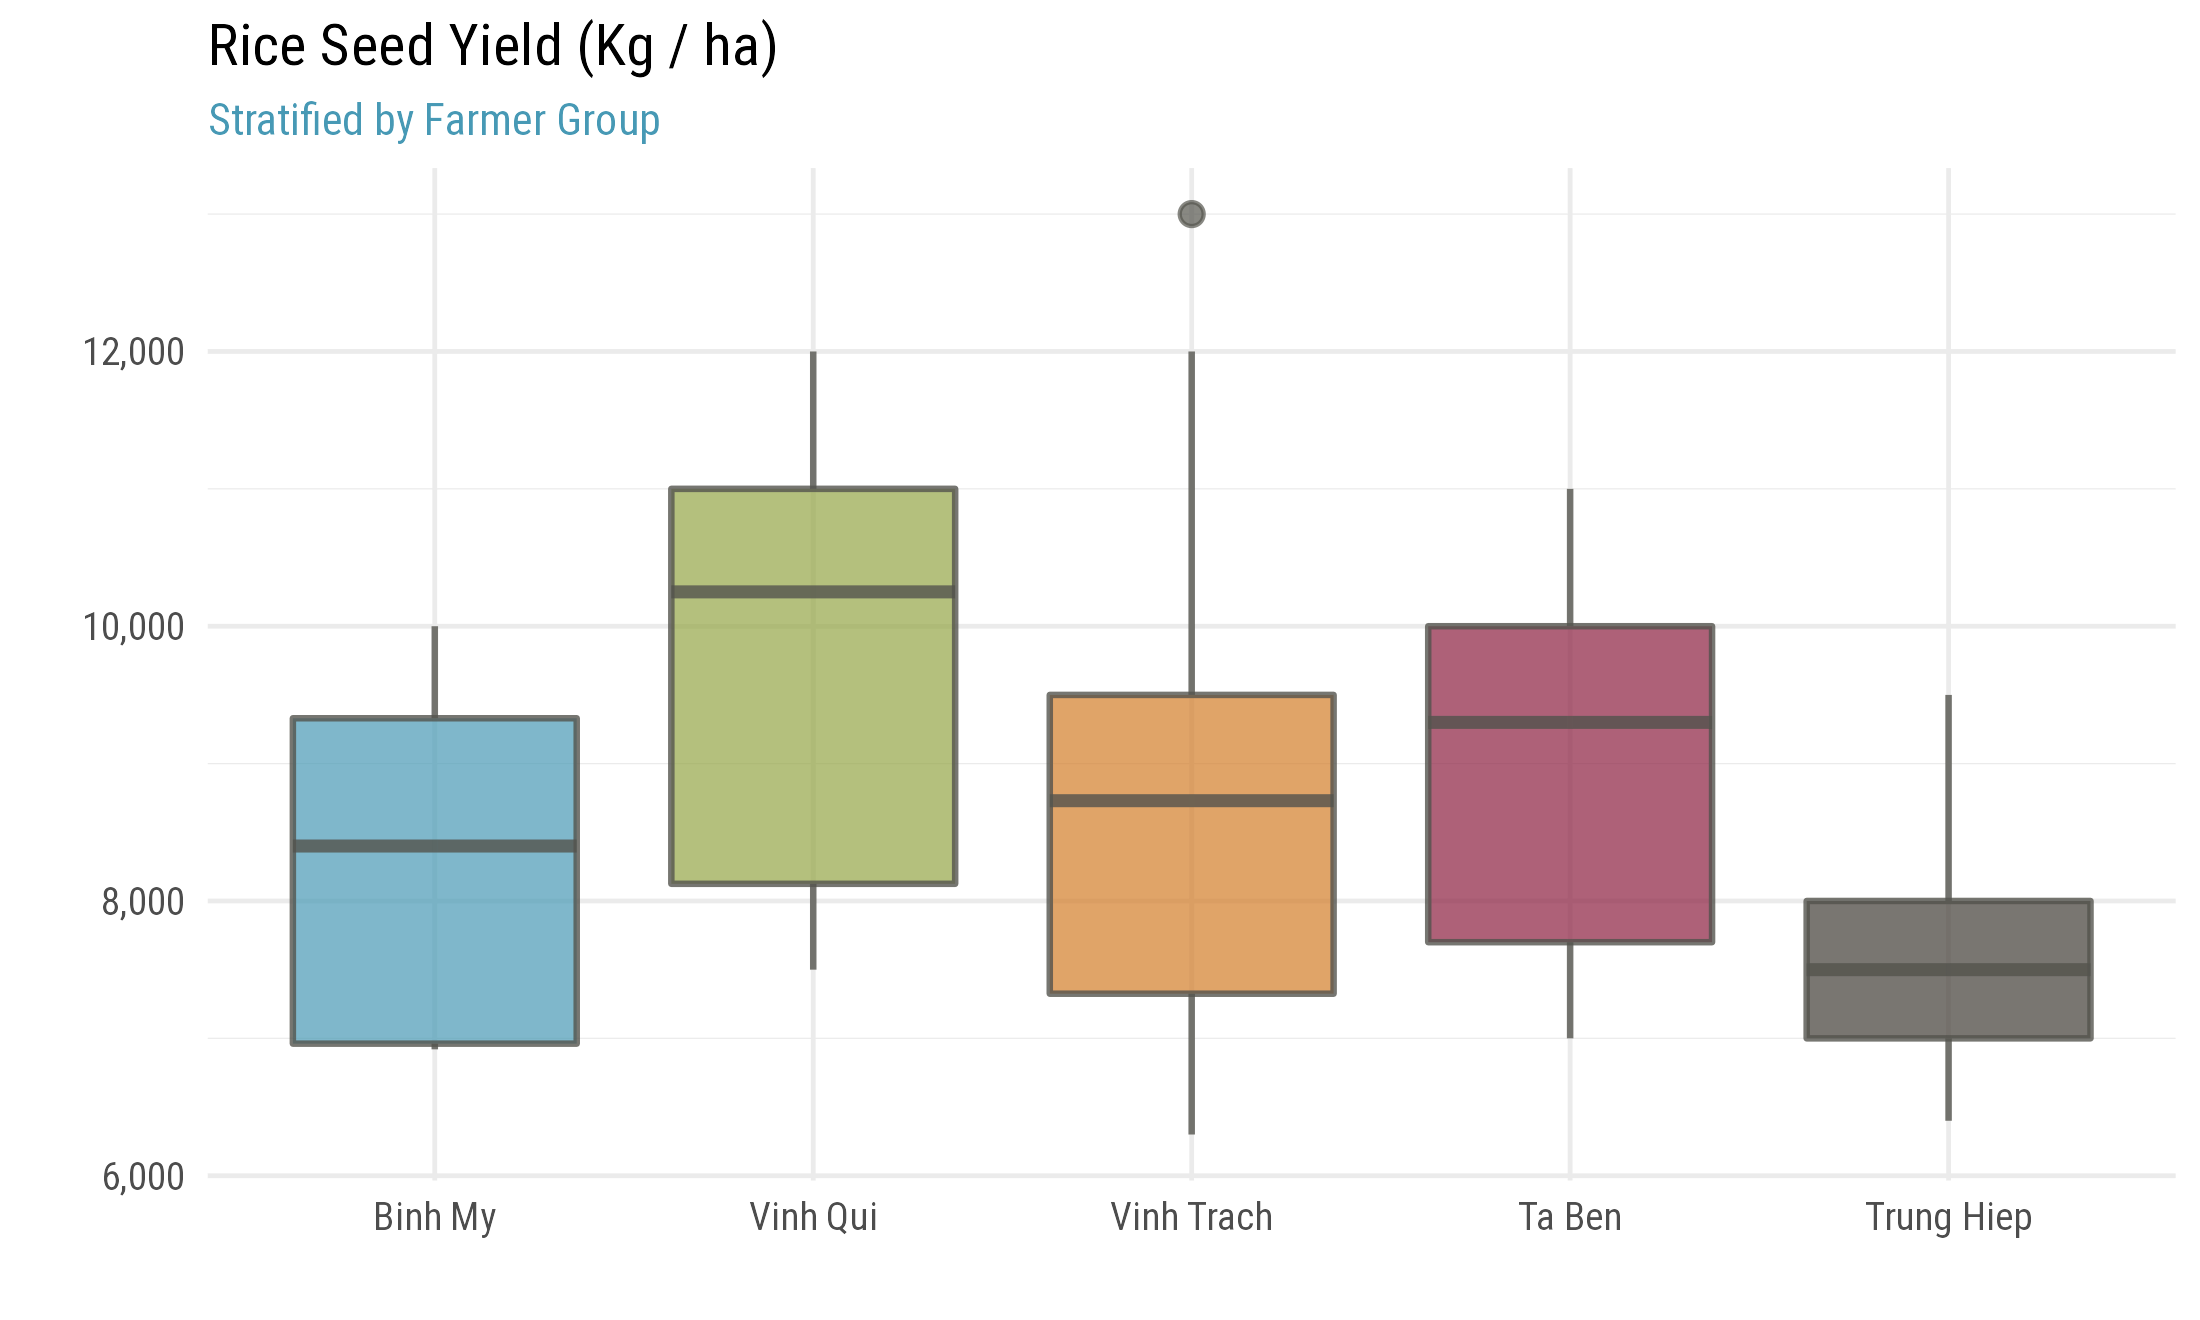 Rice Seed Yield (Kg / ha)
Stratified by Farmer Group
12,000
10,000
8,000
6,000
Binh My
Vinh Qui
Vinh Trach
Ta Ben
Trung Hiep